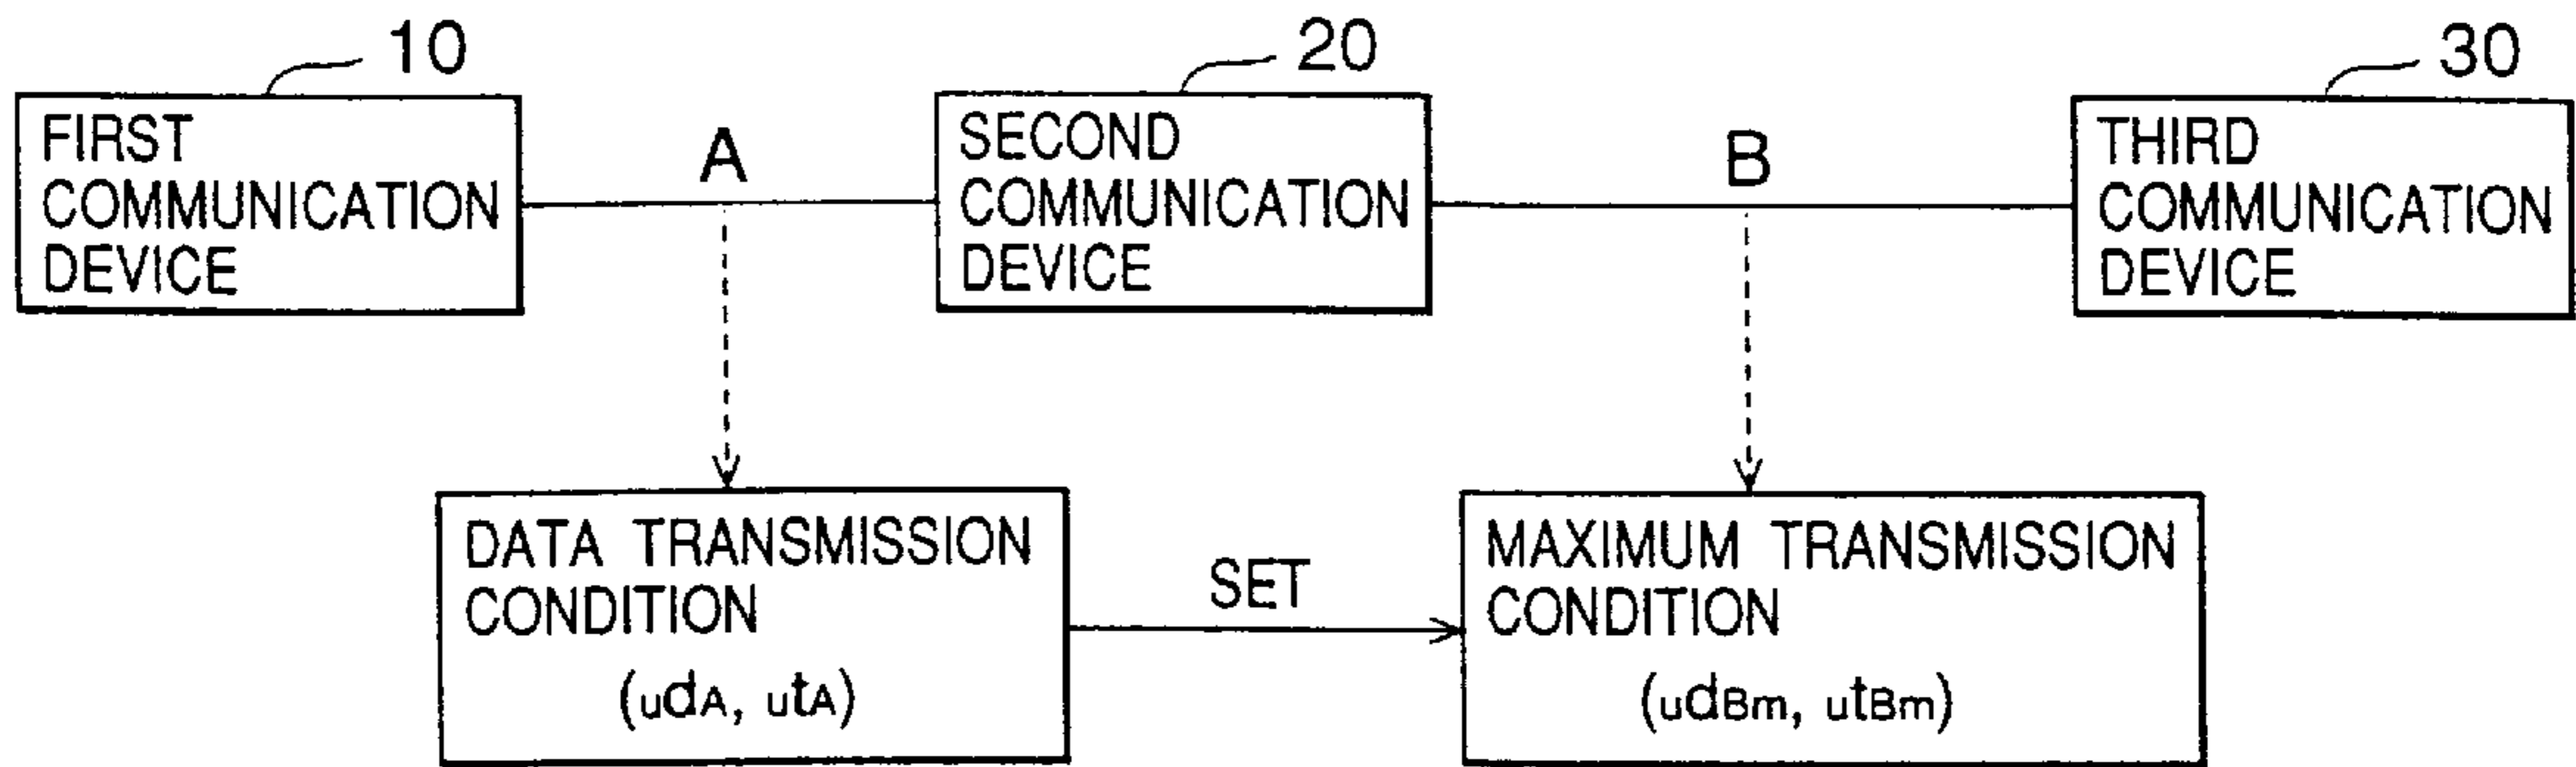 10
20
30
FIRST
COMMUNICATION
DEVICE
A
SECOND
COMMUNICATION
DEVICE
B
THIRD
COMMUNICATION
DEVICE
DATA TRANSMISSION
CONDITION
(udA, utA)
SET
MAXIMUM TRANSMISSION
CONDITION
(udBm, utBm)